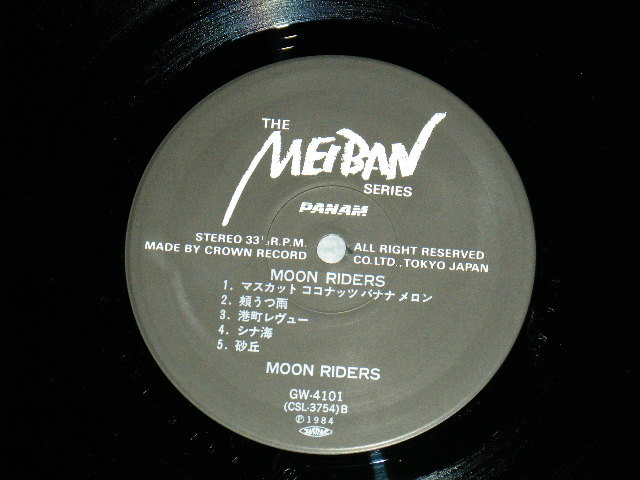 THE
MEIBAN
SERIES
PANAM
STEREO 33⅓R.P.M.
MADE BY CROWN RECORD
ALL RIGHT RESERVED
CO.LTD., TOKYO JAPAN
MOON RIDERS
1. マスカット ココナッツ バナナ メロン
2. 頬うつ雨
3. 港町レヴュー
4. シナ海
5. 砂丘
MOON RIDERS
GW-4101
(CSL-3754)B
Ⓟ1984